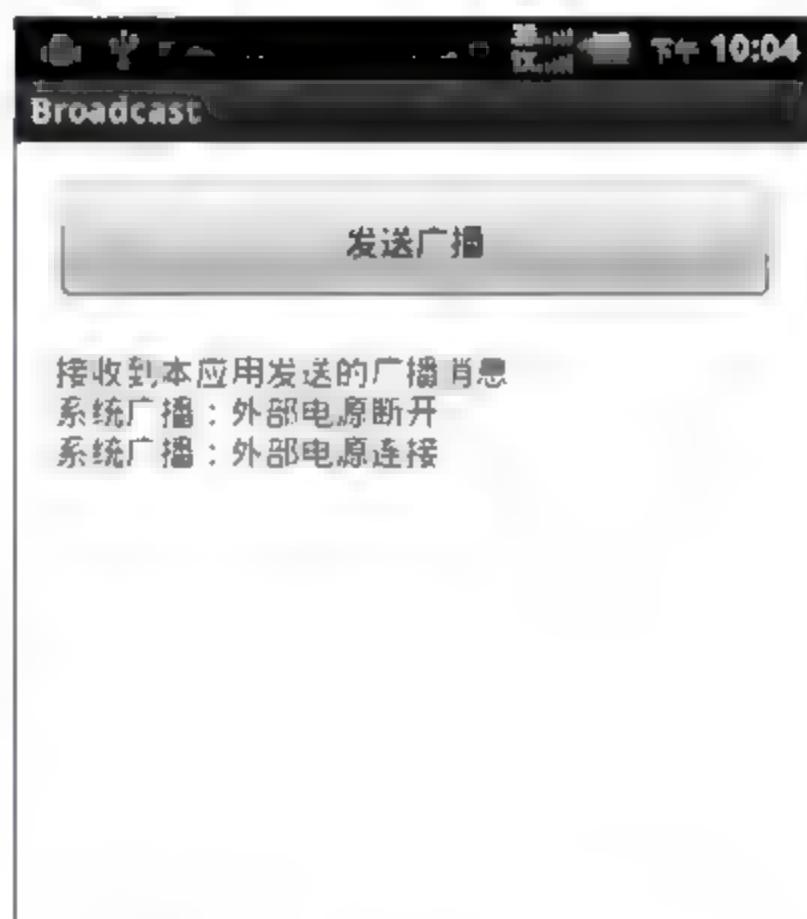 下午 10:04
Broadcast
发送广播
接收到本应用发送的广播消息
系统广播：外部电源断开
系统广播：外部电源连接